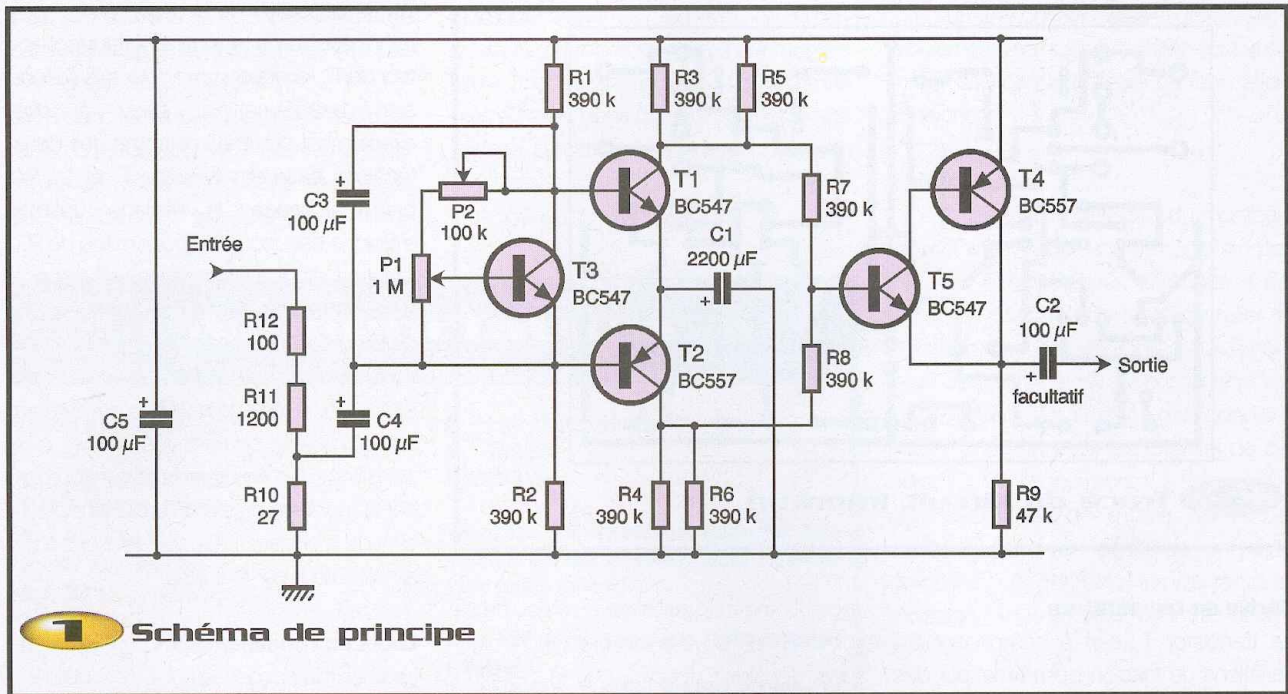 R1
390 k
R3
390 k
R5
390 k
C3
100 µF
P2
100 k
T1
BC547
R7
390 k
T4
BC557
Entrée
P1
1 M
T3
BC547
C1
2200 µF
T5
BC547
C2
100 µF
Sortie
facultatif
R12
100
R11
1200
T2
BC557
R8
390 k
C5
100 µF
C4
100 µF
R10
27
R2
390 k
R4
390 k
R6
390 k
R9
47 k
1 Schéma de principe